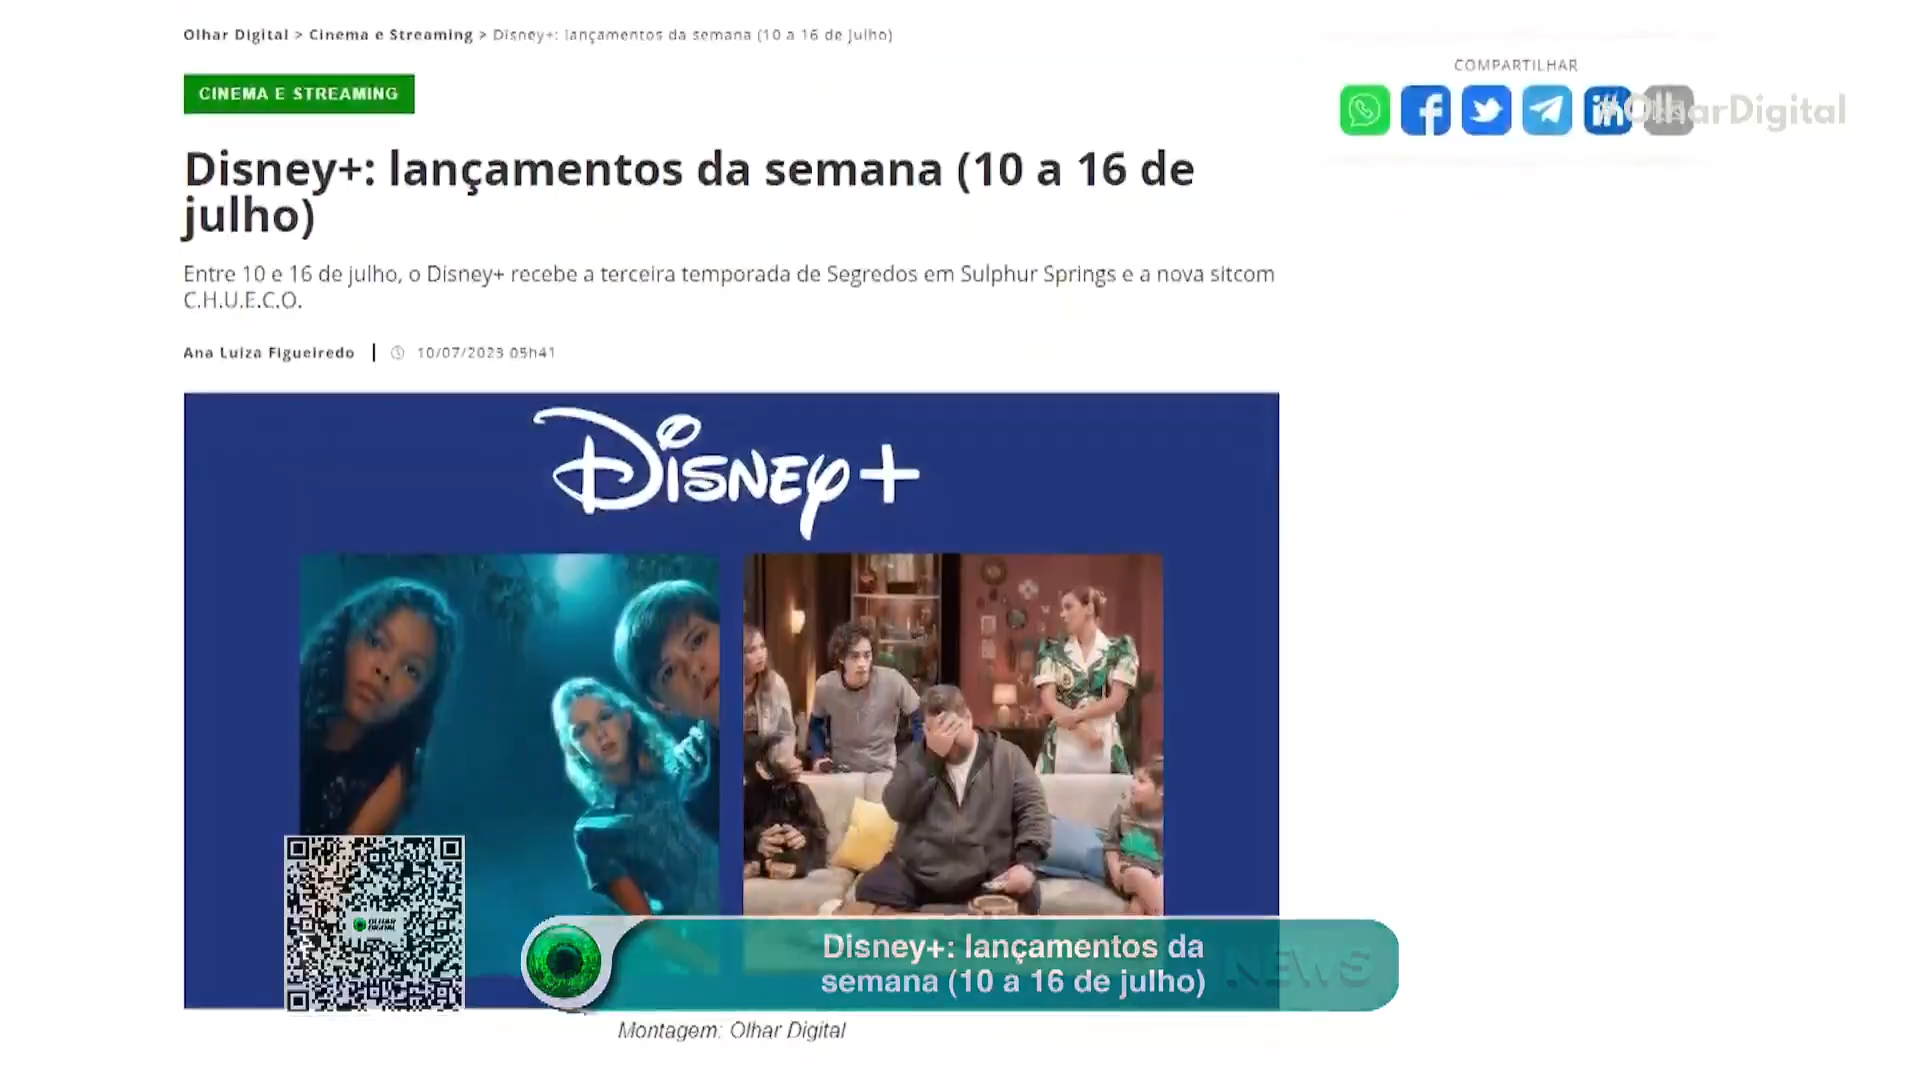 Olhar Digital > Cinema e Streaming > Disney+: lançamentos da semana (10 a 16 de julho)
COMPARTILHAR
CINEMA E STREAMING
#OlharDigital
Disney+: lançamentos da semana (10 a 16 de
julho)
Entre 10 e 16 de julho, o Disney+ recebe a terceira temporada de Segredos em Sulphur Springs e a nova sitcom
C.H.U.E.C.O.
Ana Luiza Figueiredo | 10/07/2023 05h41
Disney+
OLHAR
DIGITAL
Disney+: lançamentos da
semana (10 a 16 de julho)
NEWS
Montagem: Olhar Digital